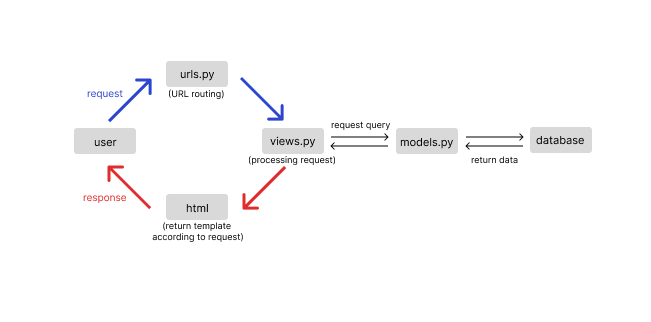 urls.py
(URL routing)
request
user
views.py
(processing request)
request query
models.py
return data
database
response
html
(return template
according to request)